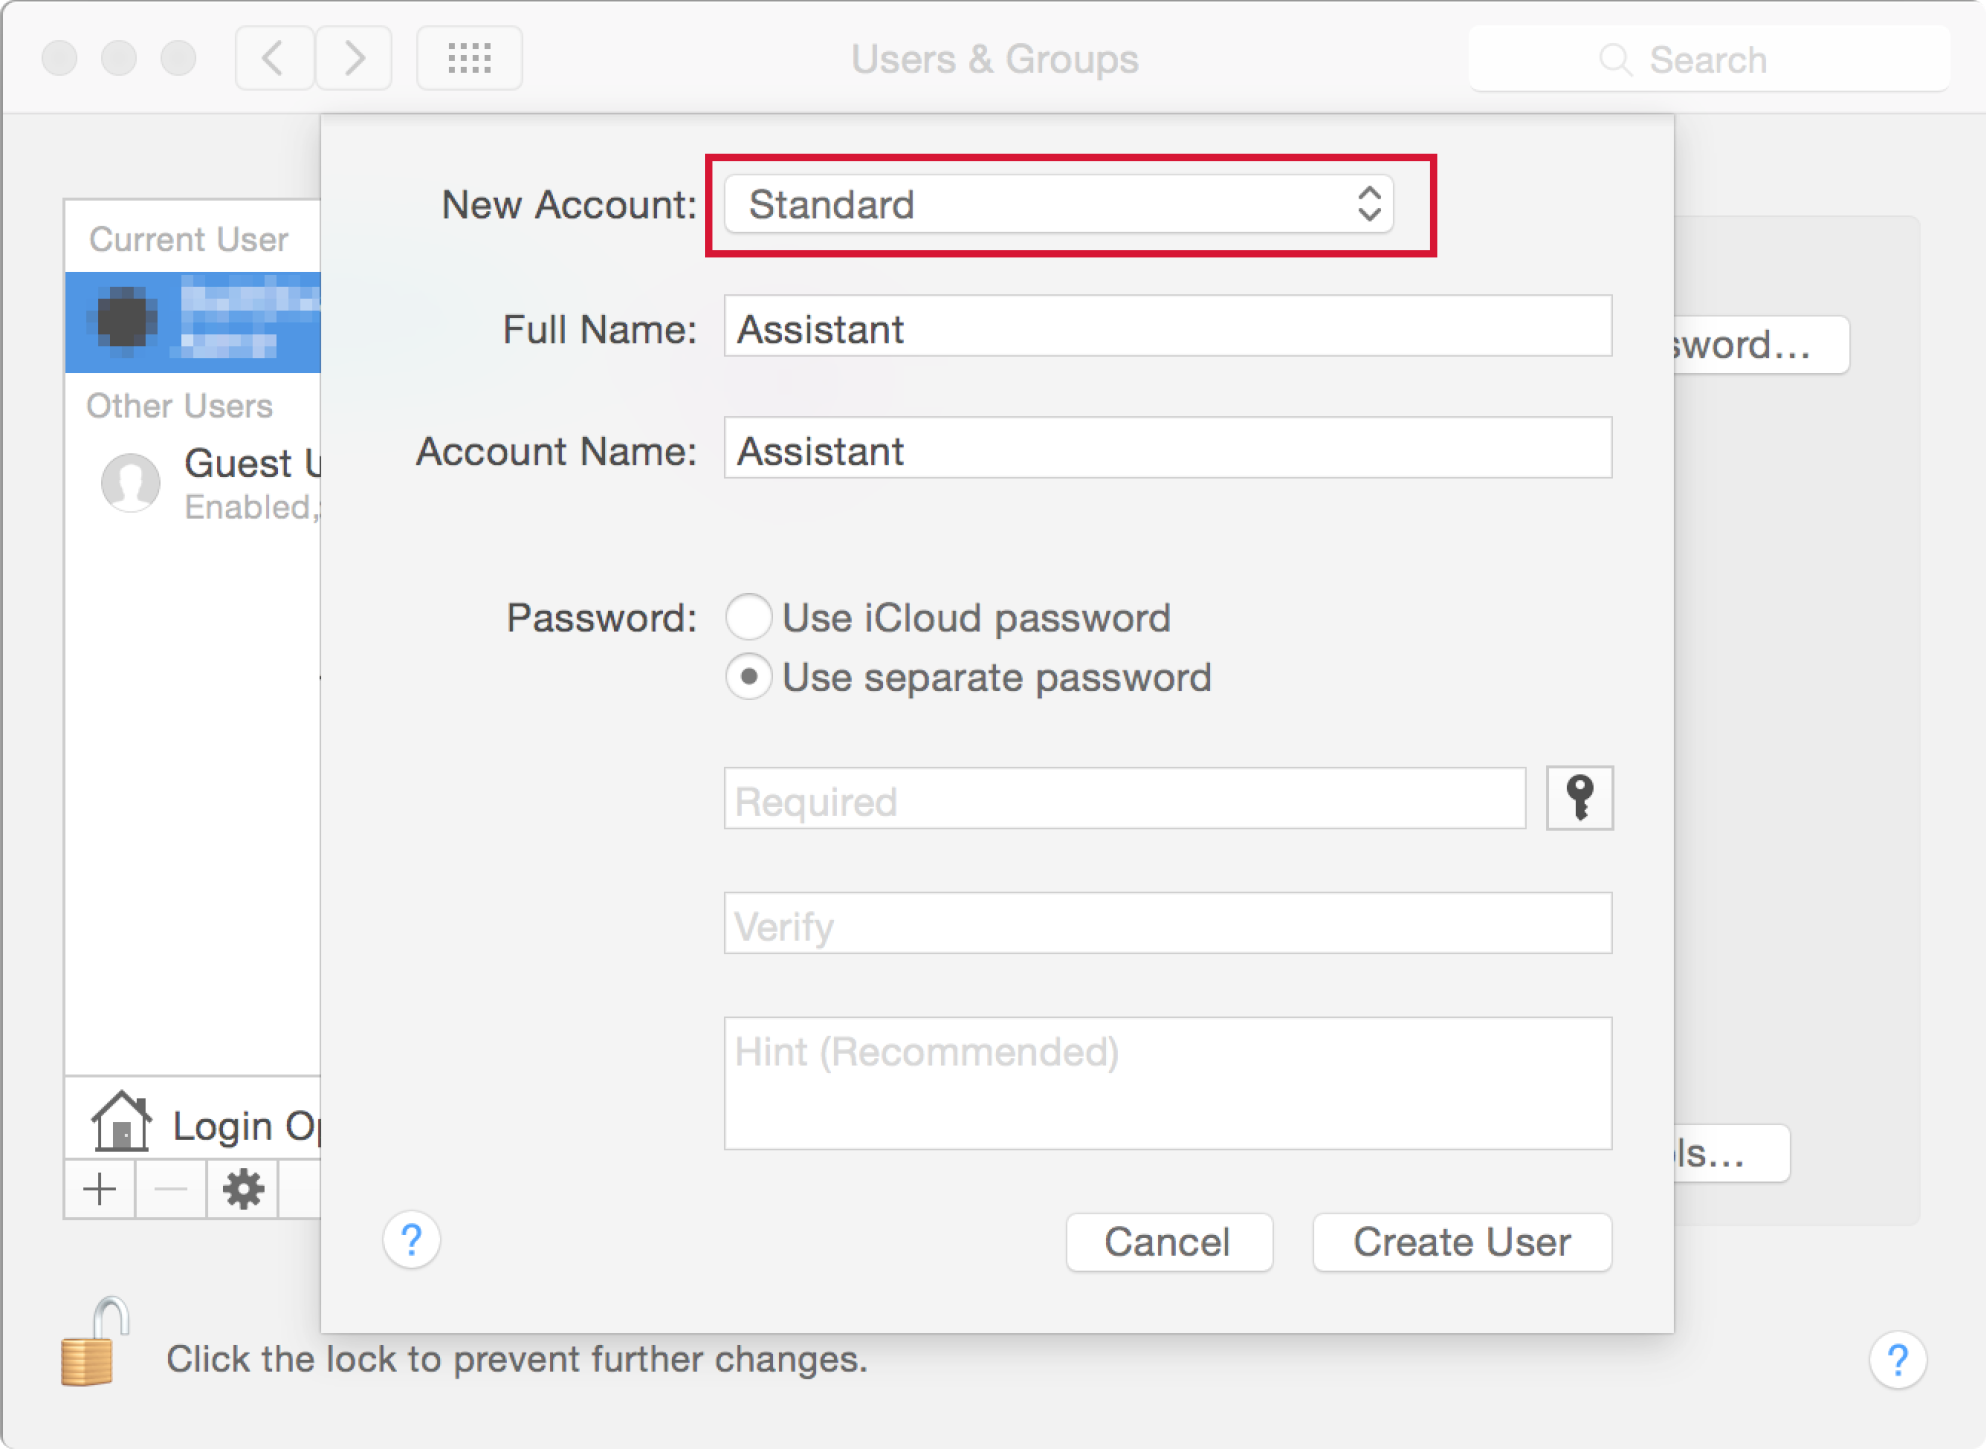 Users & Groups
Search
New Account: Standard
Current User
Full Name: Assistant
sword...
Other Users
Account Name: Assistant
Guest U
Enabled,
Password: Use iCloud password
Use separate password
Required
Verify
Hint (Recommended)
Login Op
ls...
? Cancel Create User
Click the lock to prevent further changes.
?